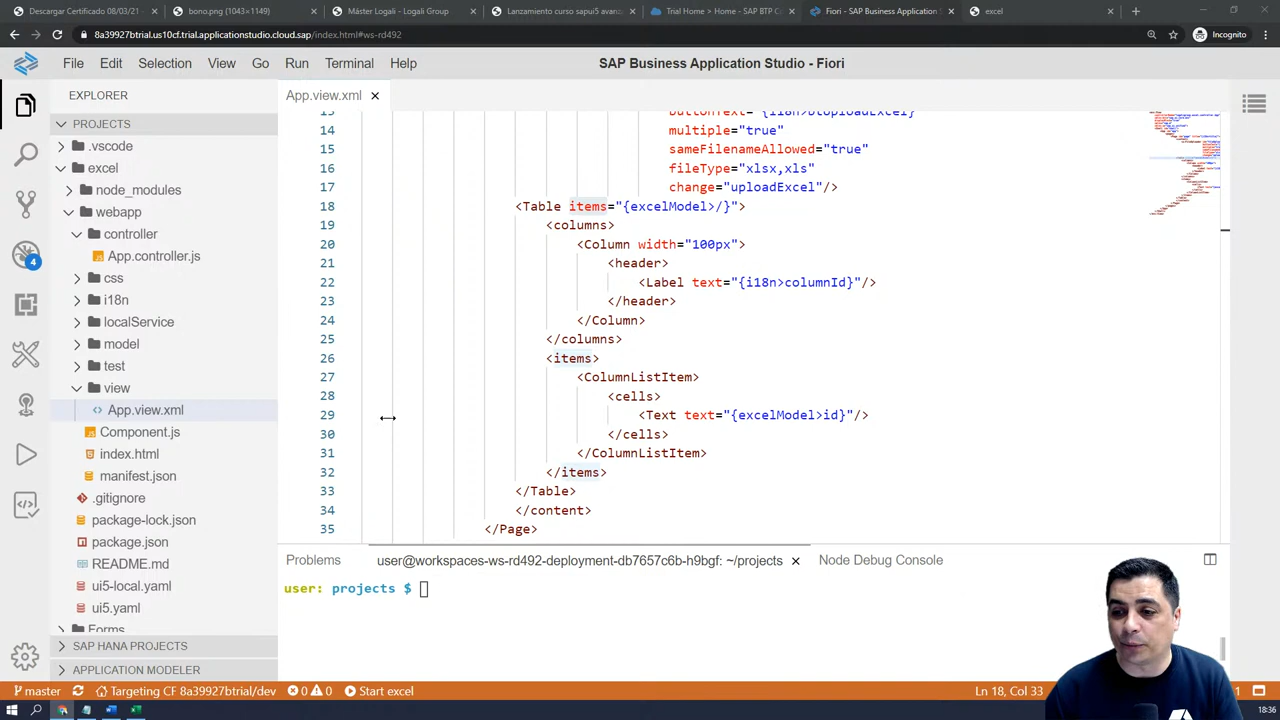 Descargar Certificado 08/03/21 -
bono.png (1043×1149)
Máster Logali - Logali Group
Lanzamiento curso sapui5 avanz
Trial Home > Home - SAP BTP C
Fiori - SAP Business Application S
excel
8a39927btrial.us10cf.trial.applicationstudio.cloud.sap/index.html#ws-rd492
Incognito
File Edit Selection View Go Run Terminal Help
SAP Business Application Studio - Fiori
EXPLORER
App.view.xml
PROJECTS
.vscode
excel
node_modules
webapp
controller
App.controller.js
css
i18n
localService
model
test
view
App.view.xml
Component.js
index.html
manifest.json
.gitignore
package-lock.json
package.json
README.md
ui5-local.yaml
ui5.yaml
Forms
SAP HANA PROJECTS
APPLICATION MODELER
13 buttonText="{i18n>btUploadExcel}"
14 multiple="true"
15 sameFilenameAllowed="true"
16 fileType="xlsx,xls"
17 change="uploadExcel"/>
18 <Table items="{excelModel>/}">
19 <columns>
20 <Column width="100px">
21 <header>
22 <Label text="{i18n>columnId}"/>
23 </header>
24 </Column>
25 </columns>
26 <items>
27 <ColumnListItem>
28 <cells>
29 <Text text="{excelModel>id}"/>
30 </cells>
31 </ColumnListItem>
32 </items>
33 </Table>
34 </content>
35 </Page>
Problems
user@workspaces-ws-rd492-deployment-db7657c6b-h9bgf: ~/projects
Node Debug Console
user: projects $
4
master
Targeting CF 8a39927btrial/dev
0 0
Start excel
Ln 18, Col 33
1
18:36